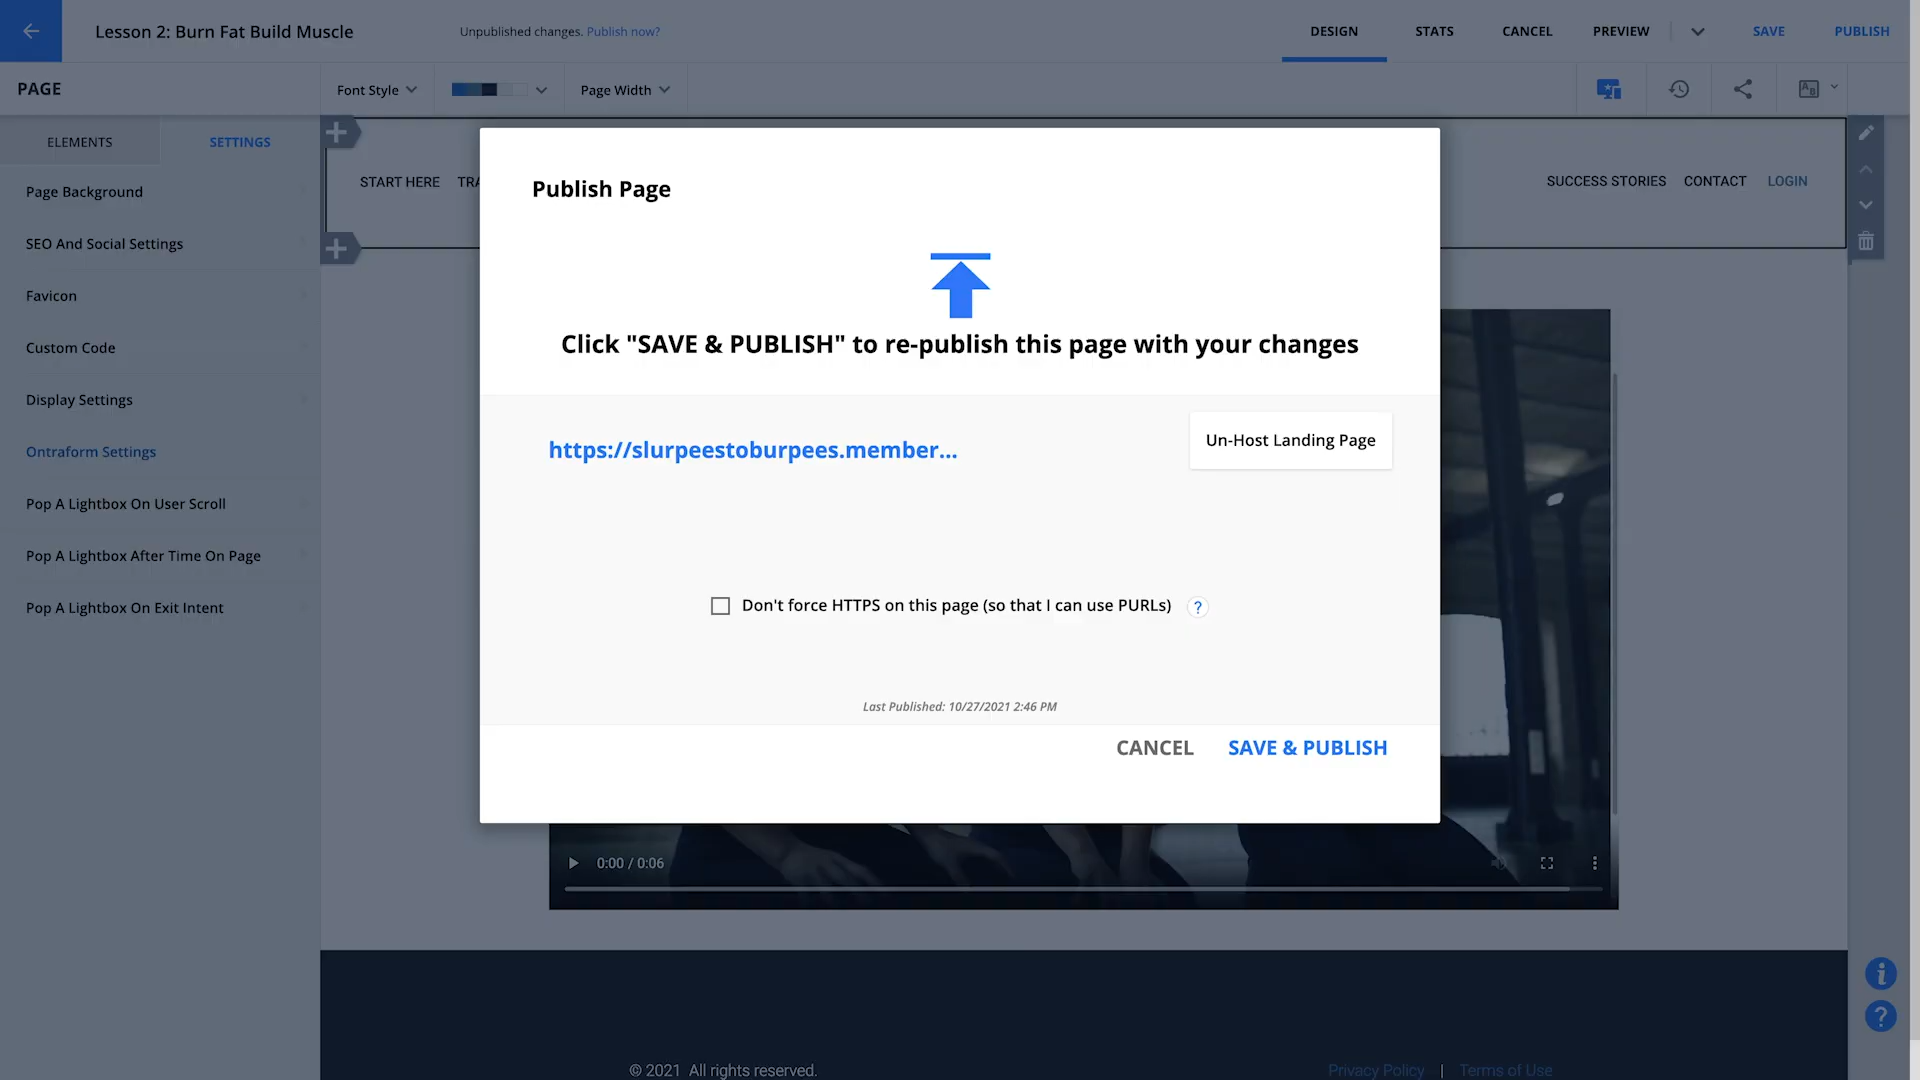 Lesson 2: Burn Fat Build Muscle
Unpublished changes. Publish now?
DESIGN
STATS
CANCEL
PREVIEW
SAVE
PUBLISH
PAGE
Font Style
Page Width
ELEMENTS
SETTINGS
Page Background
SEO And Social Settings
Favicon
Custom Code
Display Settings
Ontraform Settings
Pop A Lightbox On User Scroll
Pop A Lightbox After Time On Page
Pop A Lightbox On Exit Intent
START HERE
SUCCESS STORIES
CONTACT
LOGIN
Publish Page
Click "SAVE & PUBLISH" to re-publish this page with your changes
https://slurpeestoburpees.member...
Un-Host Landing Page
Don't force HTTPS on this page (so that I can use PURLs)
?
Last Published: 10/27/2021 2:46 PM
CANCEL
SAVE & PUBLISH
0:00 / 0:06
© 2021 All rights reserved.
Privacy Policy | Terms of Use